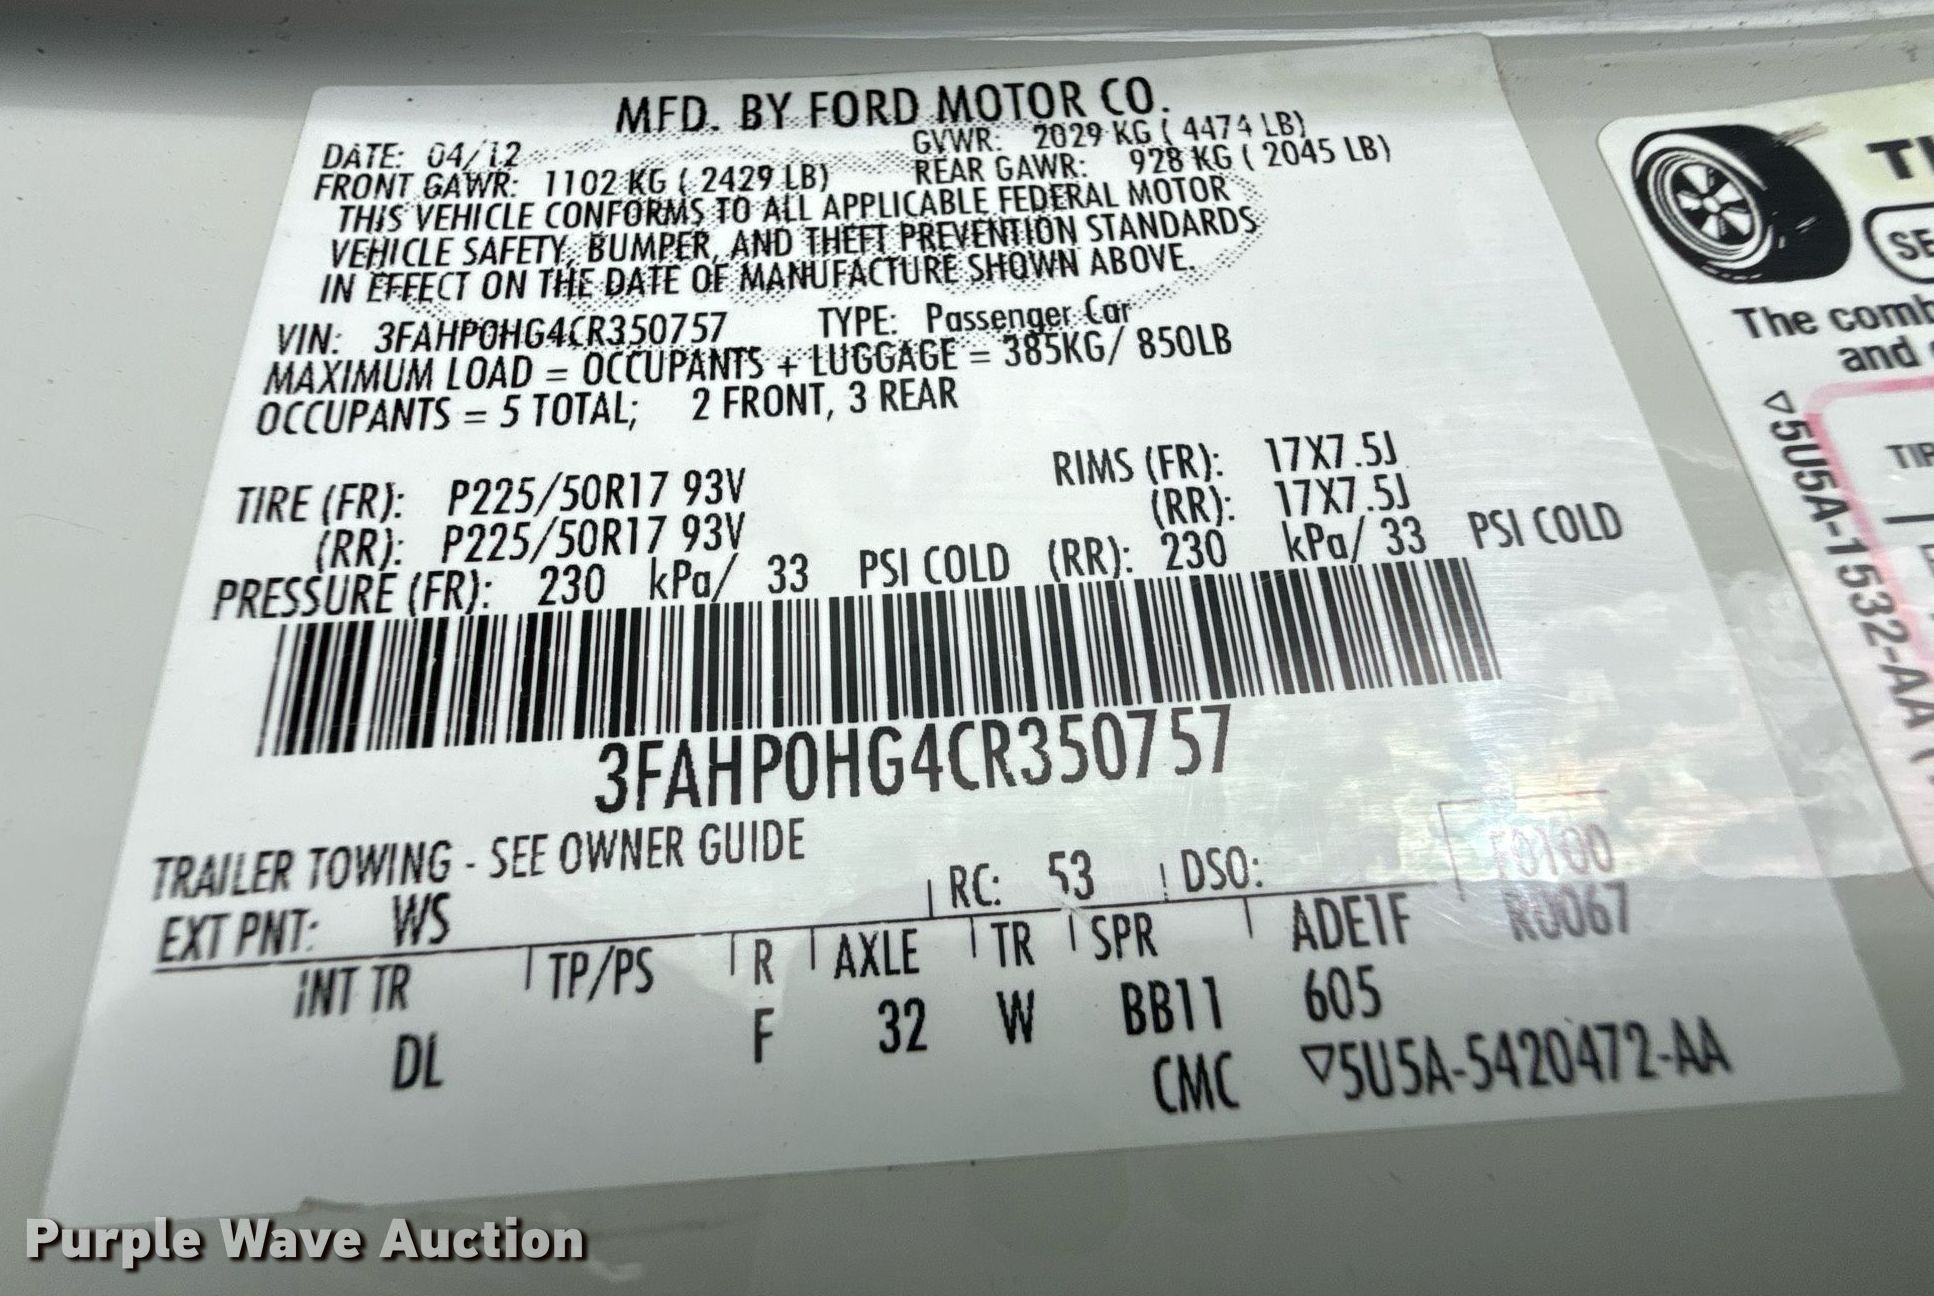 MFD. BY FORD MOTOR CO.
DATE: 04/12
GVWR: 2029 KG ( 4474 LB)
FRONT GAWR: 1102 KG ( 2429 LB)
REAR GAWR: 928 KG ( 2045 LB)
THIS VEHICLE CONFORMS TO ALL APPLICABLE FEDERAL MOTOR
VEHICLE SAFETY, BUMPER, AND THEFT PREVENTION STANDARDS
IN EFFECT ON THE DATE OF MANUFACTURE SHOWN ABOVE.
VIN: 3FAHP0HG4CR350757 TYPE: Passenger Car
MAXIMUM LOAD = OCCUPANTS + LUGGAGE = 385KG/ 850LB
OCCUPANTS = 5 TOTAL; 2 FRONT, 3 REAR
TIRE (FR): P225/50R17 93V RIMS (FR): 17X7.5J
(RR): P225/50R17 93V (RR): 17X7.5J
PRESSURE (FR): 230 kPa/ 33 PSI COLD (RR): 230 kPa/ 33 PSI COLD
3FAHP0HG4CR350757
TRAILER TOWING - SEE OWNER GUIDE
EXT PNT: WS RC: 53 DSO:
R0067
INT TR TP/PS R AXLE TR SPR ADE1F
DL F 32 W BB11 605
CMC ▽5U5A-5420472-AA
The
and
▽5U5A-1532-AA
Purple Wave Auction